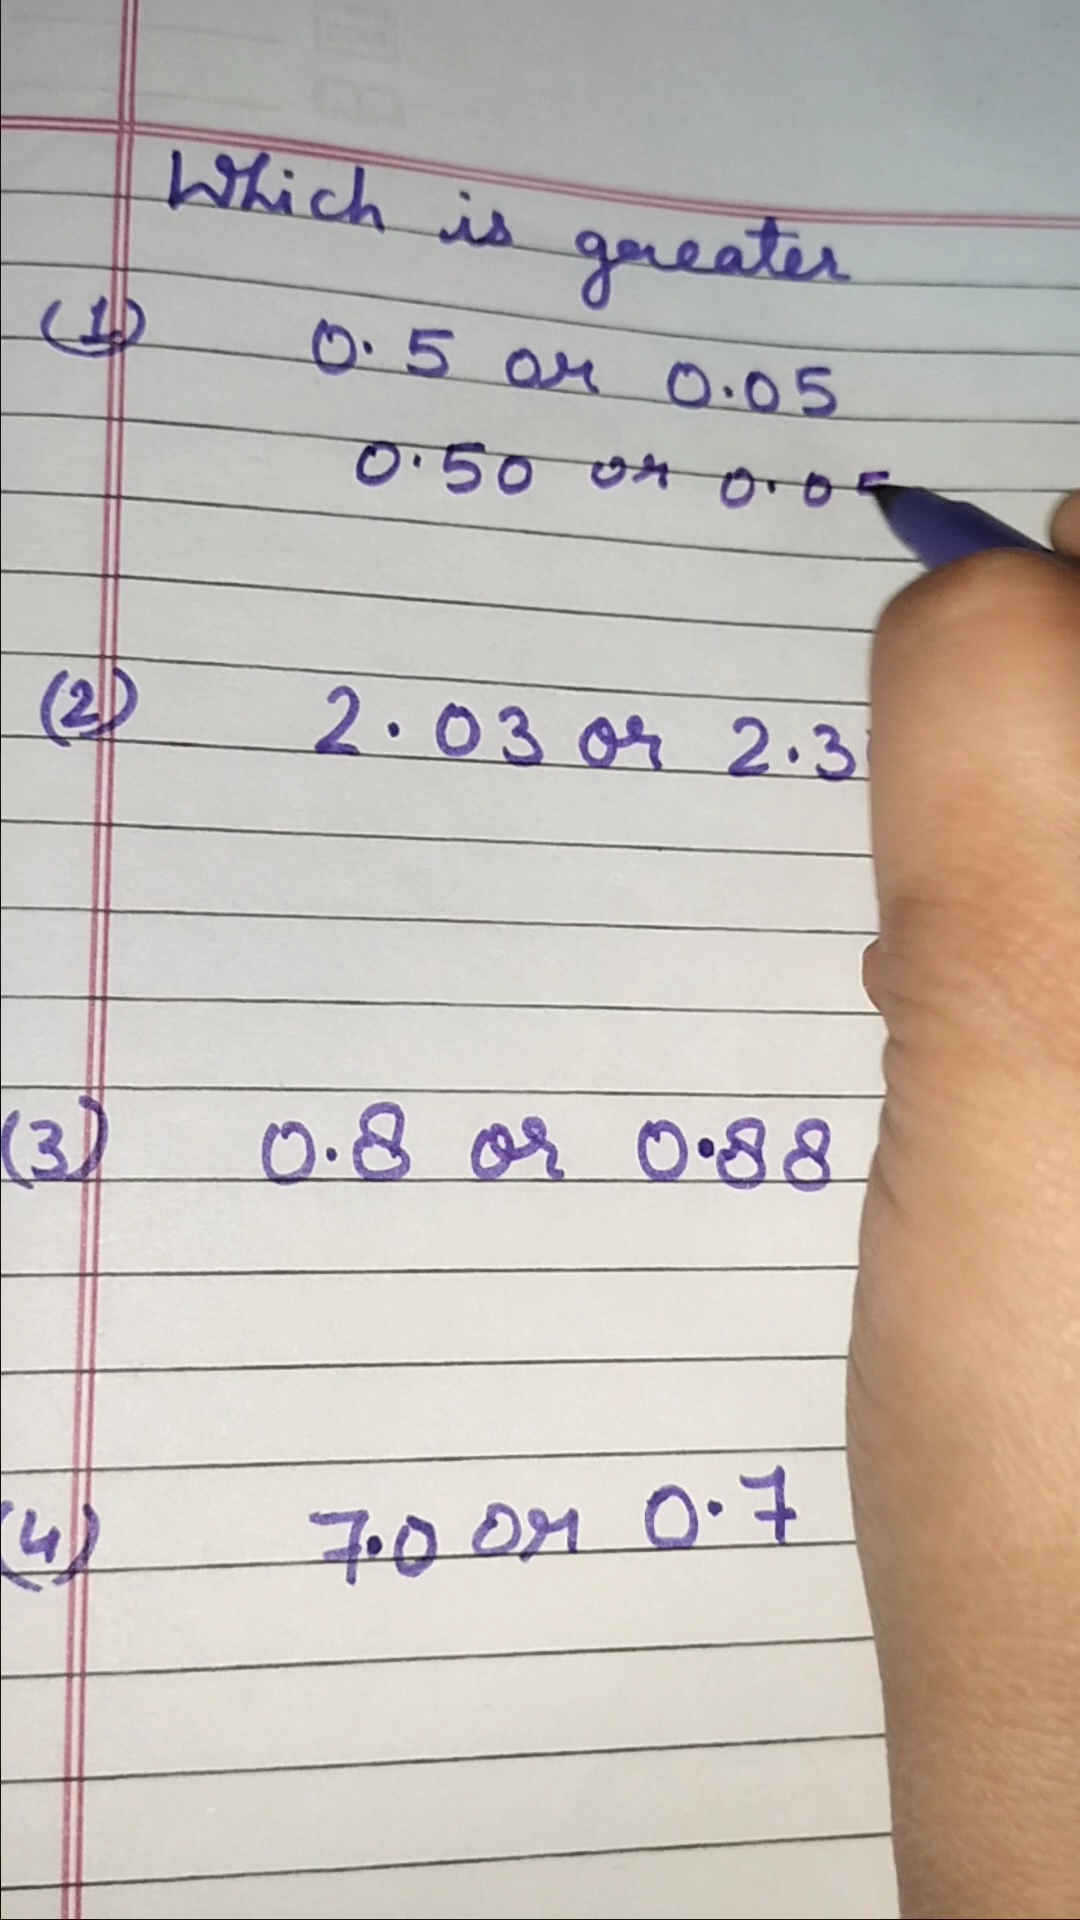 Which is greater
(1) 0.5 or 0.05
0.50 or 0.05
(2) 2.03 or 2.3
(3) 0.8 or 0.88
(4) 7.0 or 0.7